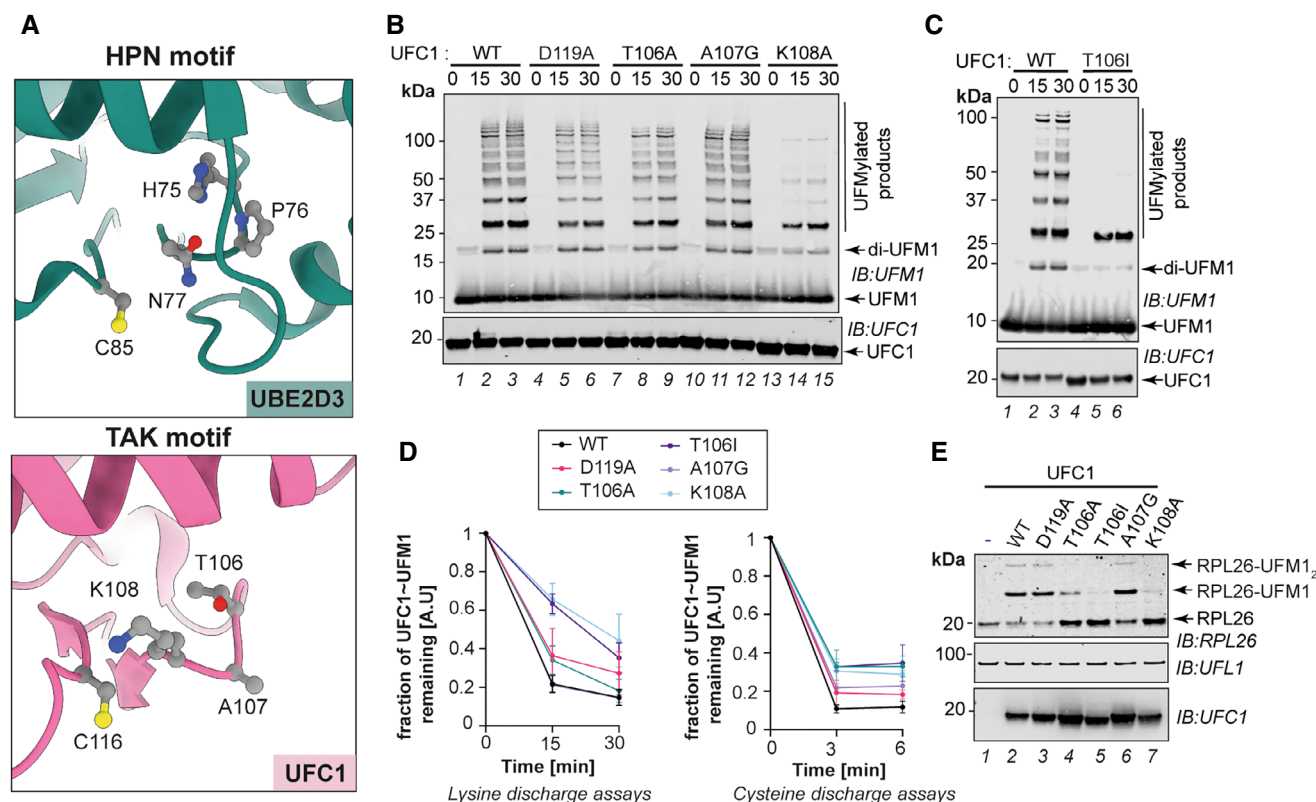 A
HPN motif
H75
P76
N77
C85
UBE2D3
TAK motif
T106
K108
A107
C116
UFC1
B
UFC1 : WT D119A T106A A107G K108A
0 15 30 0 15 30 0 15 30 0 15 30 0 15 30
kDa
100
50
37
25
15
10
UFMylated products
di-UFM1
IB:UFM1
UFM1
20
IB:UFC1
UFC1
1 2 3 4 5 6 7 8 9 10 11 12 13 14 15
C
UFC1: WT T106I
0 15 30 0 15 30
kDa
100
50
37
25
20
10
UFMylated products
di-UFM1
IB:UFM1
UFM1
IB:UFC1
20
UFC1
1 2 3 4 5 6
D
WT T106I
D119A A107G
T106A K108A
fraction of UFC1~UFM1
remaining [A.U]
1
0.8
0.6
0.4
0.2
0
0 15 30
Time [min]
Lysine discharge assays
fraction of UFC1~UFM1
remaining [A.U]
1.0
0.8
0.6
0.4
0.2
0
0 3 6
Time [min]
Cysteine discharge assays
E
UFC1
- WT D119A T106A T106I A107G K108A
kDa
RPL26-UFM1₂
RPL26-UFM1
20
RPL26
IB:RPL26
100
IB:UFL1
20
IB:UFC1
1 2 3 4 5 6 7